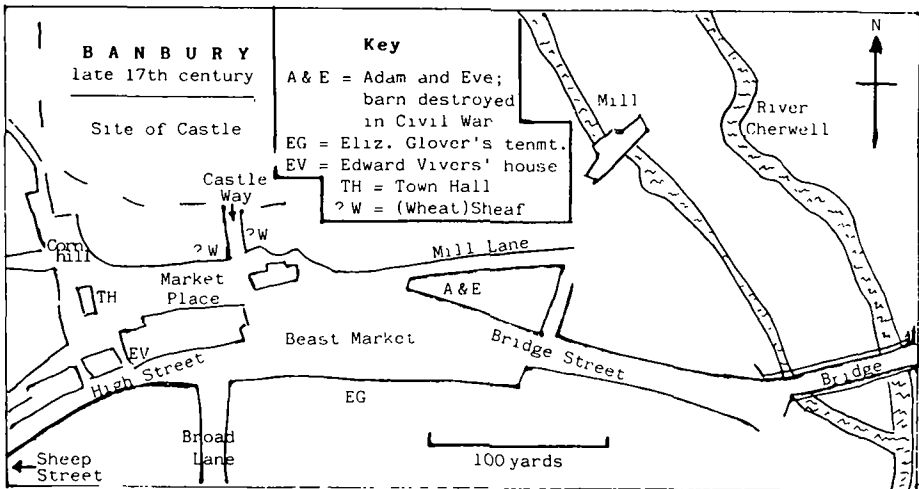 BANBURY
late 17th century
Site of Castle
Key
A & E = Adam and Eve;
barn destroyed
in Civil War
EG = Eliz. Glover's tenmt.
EV = Edward Vivers' house
TH = Town Hall
? W = (Wheat)Sheaf
Mill
River
Cherwell
N
Castle
Way
? W
? W
Corn
hill
Market
Place
TH
Mill Lane
A & E
EV
High Street
Beast Market
Bridge Street
Bridge
EG
Broad
Lane
100 yards
Sheep
Street